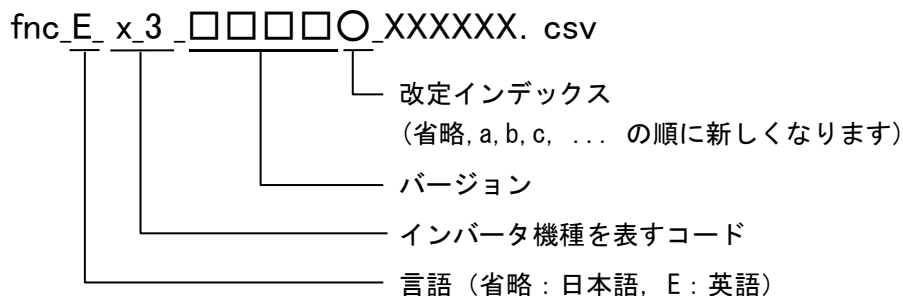 fnc_E_ x_3 _□□□□○_XXXXXX. csv
改定インデックス
(省略, a, b, c, ... の順に新しくなります)
バージョン
インバータ機種を表すコード
言語（省略：日本語, E：英語）